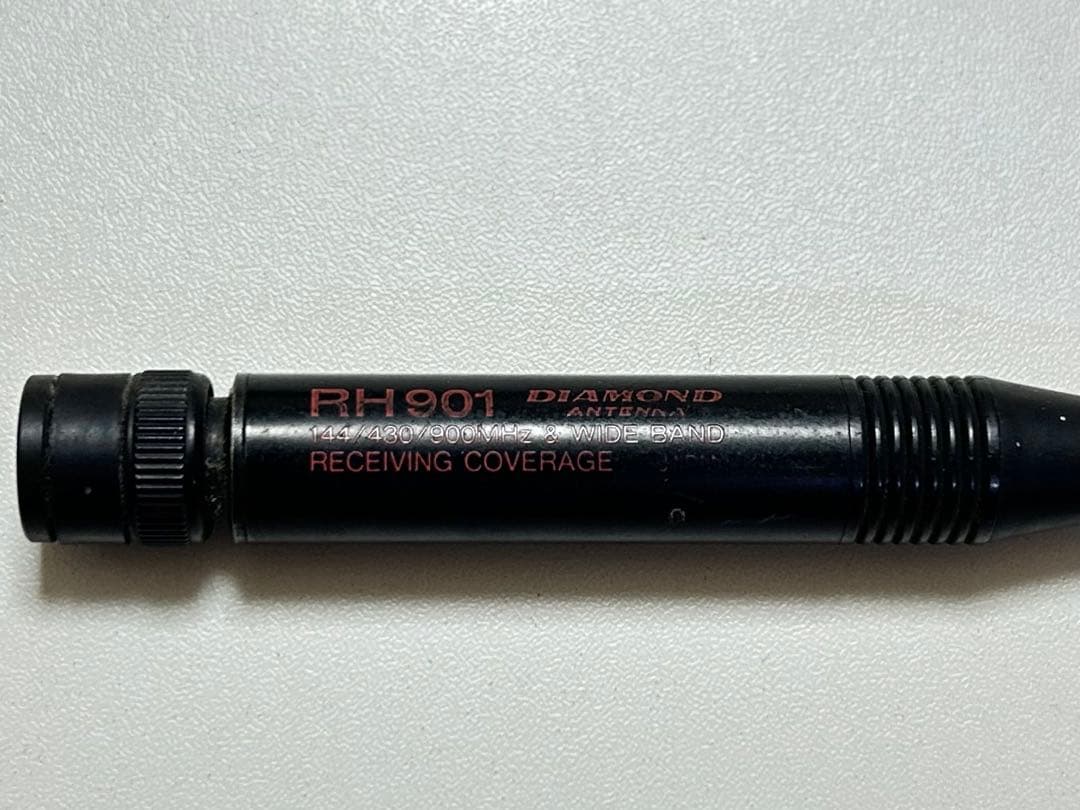 RH901 DIAMOND
ANTENNA
144/430/900MHz & WIDE BAND
RECEIVING COVERAGE